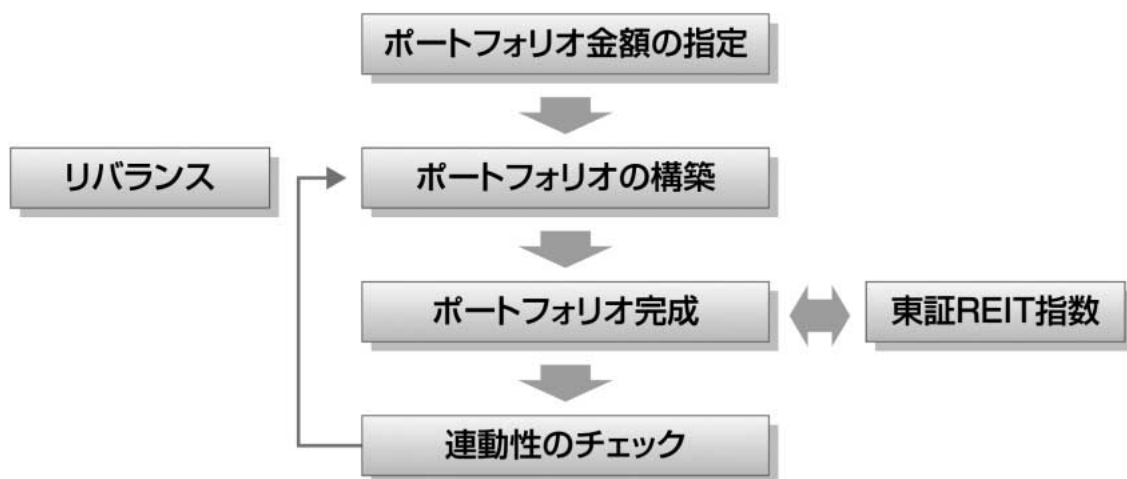 ポートフォリオ金額の指定
リバランス
ポートフォリオの構築
ポートフォリオ完成
東証REIT指数
連動性のチェック